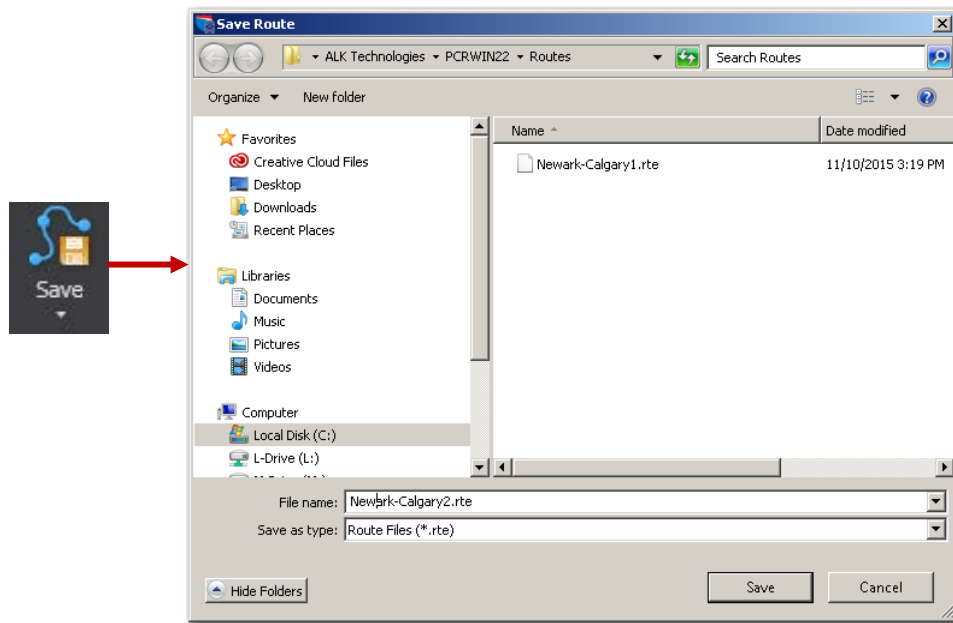 Save Route
ALK Technologies PCRWIN22 Routes Search Routes
Organize New folder
Name Date modified
Favorites
Creative Cloud Files
Desktop
Downloads
Recent Places
Newark-Calgary1.rte 11/10/2015 3:19 PM
Save
Libraries
Documents
Music
Pictures
Videos
Computer
Local Disk (C:)
L-Drive (L:)
File name: Newark-Calgary2.rte
Save as type: Route Files (*.rte)
Hide Folders Save Cancel